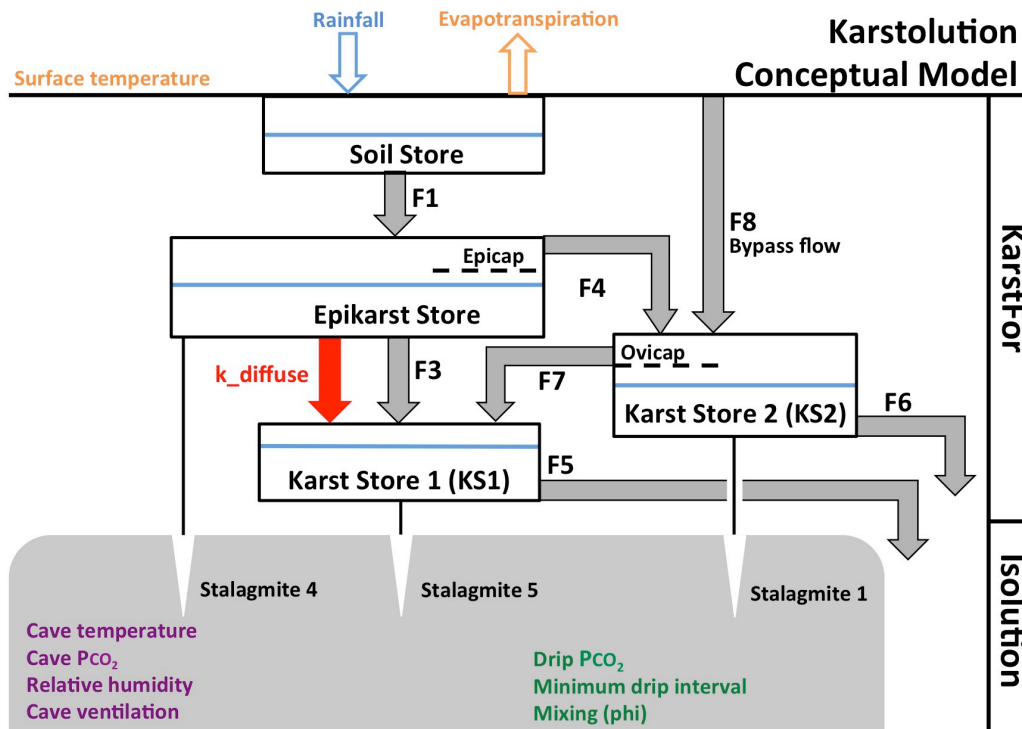 Rainfall
Evapotranspiration
Karstolution
Conceptual Model
Surface temperature
Soil Store
F1
F8
Bypass flow
Epicap
F4
Epikarst Store
KarstFor
k_diffuse
F3
F7
Ovicap
Karst Store 2 (KS2)
F6
F5
Karst Store 1 (KS1)
Stalagmite 4
Stalagmite 5
Stalagmite 1
Isolution
Cave temperature
Cave PCO₂
Relative humidity
Cave ventilation
Drip PCO₂
Minimum drip interval
Mixing (phi)